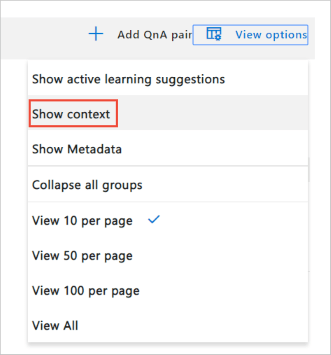 Add QnA pair View options
Show active learning suggestions
Show context
Show Metadata
Collapse all groups
View 10 per page
View 50 per page
View 100 per page
View All